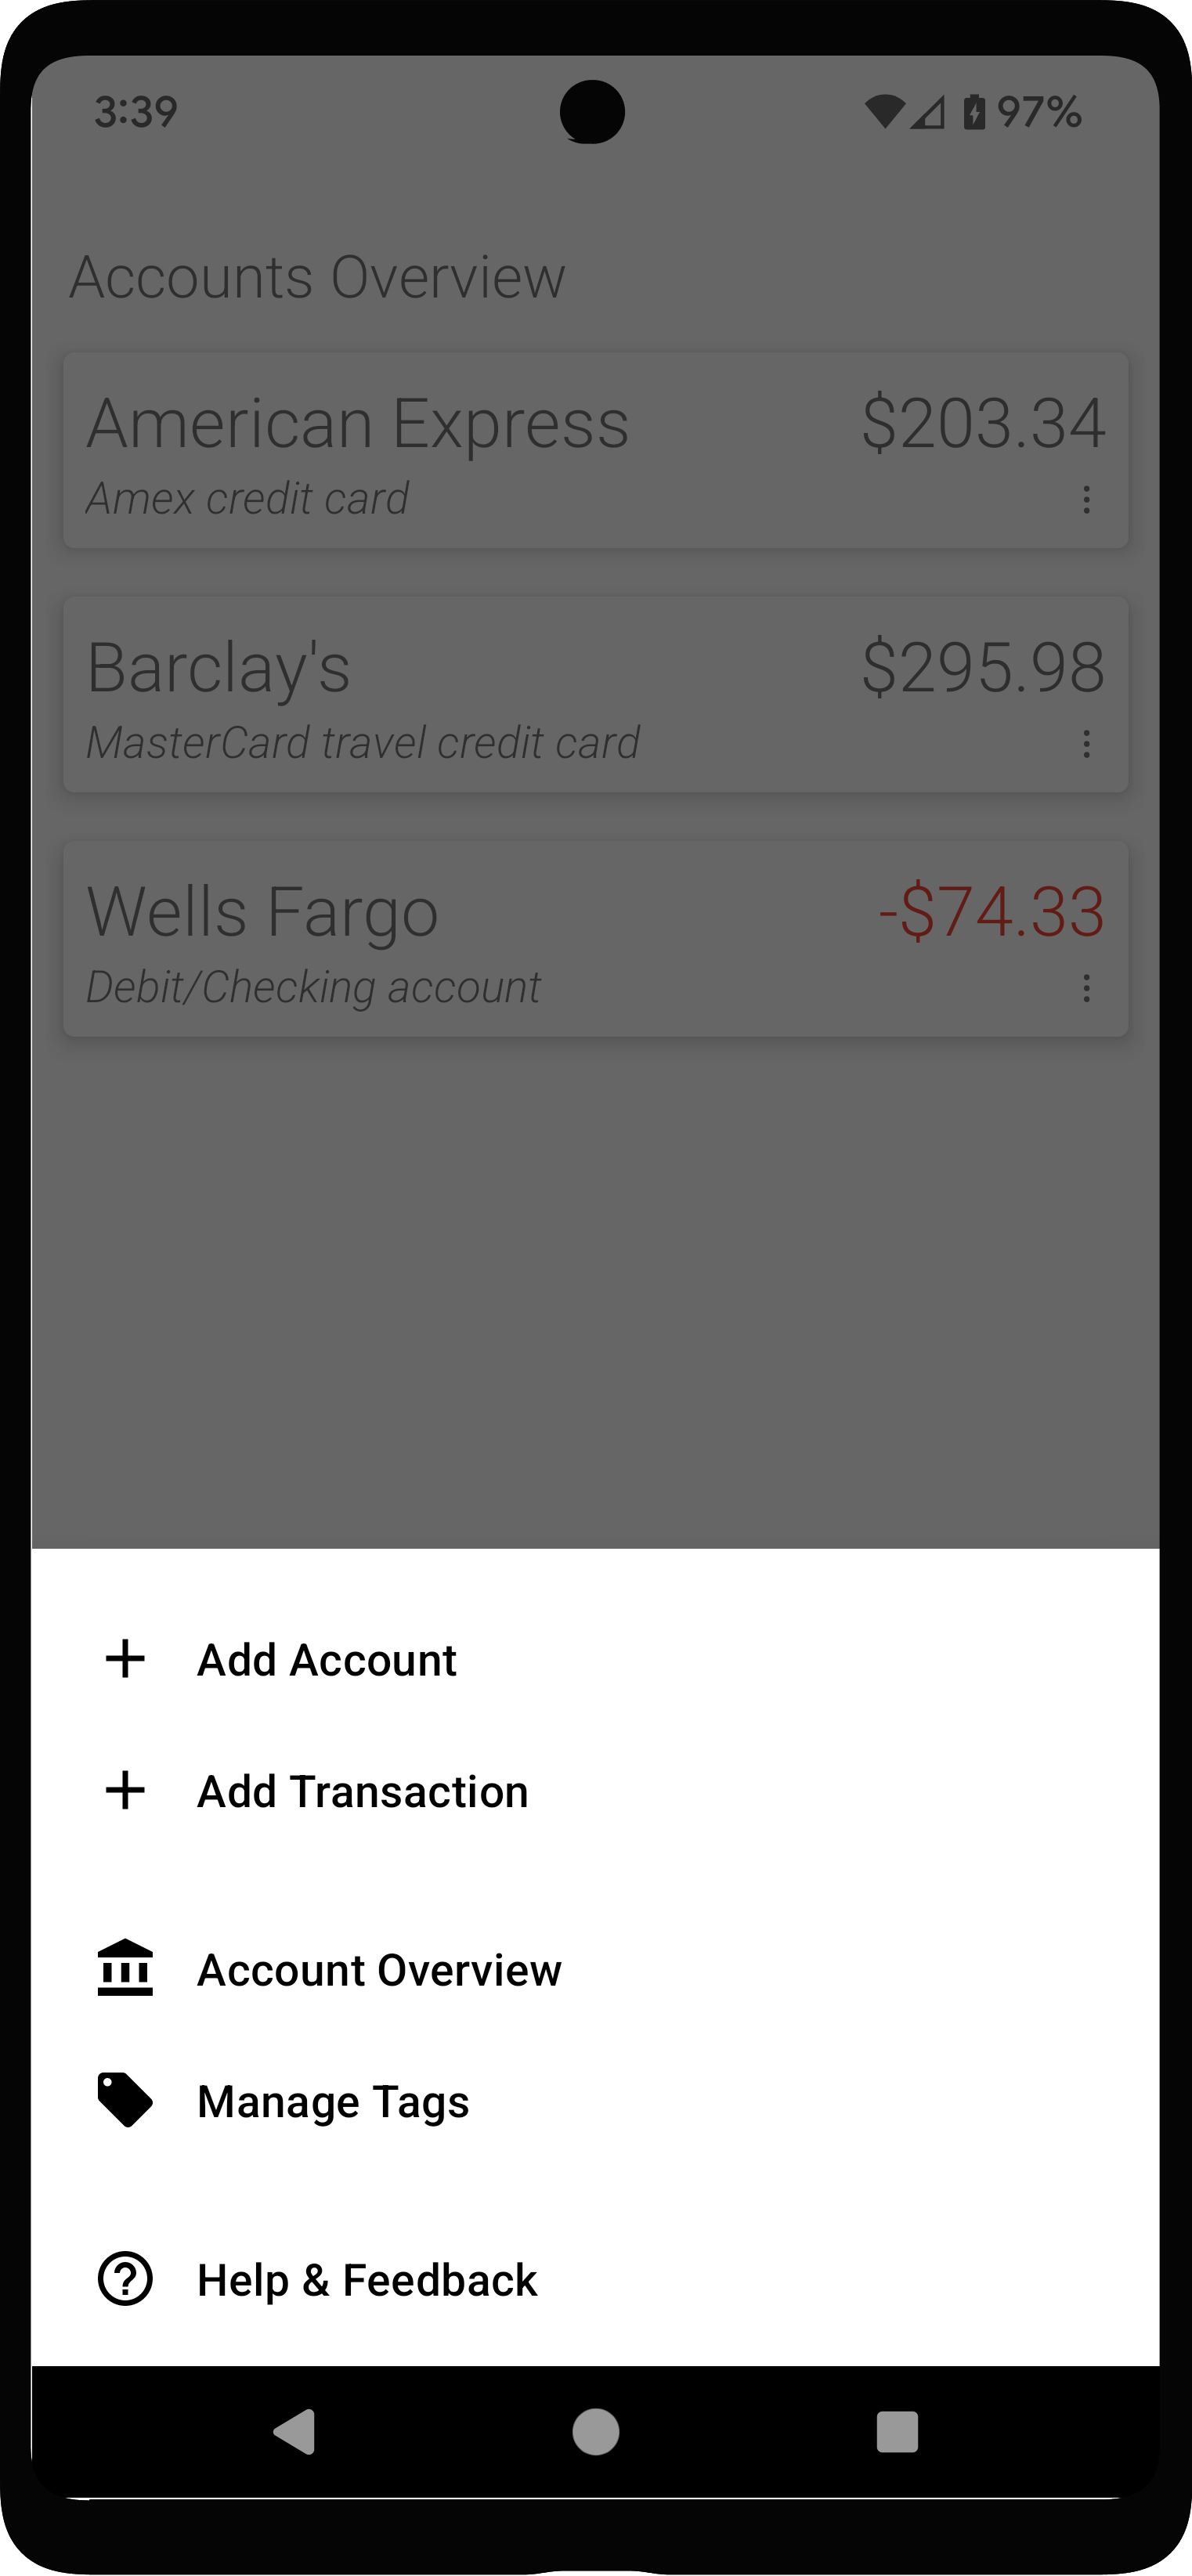 3:39 97%
Accounts Overview
American Express $203.34
Amex credit card
Barclay's $295.98
MasterCard travel credit card
Wells Fargo -$74.33
Debit/Checking account
Add Account
Add Transaction
Account Overview
Manage Tags
Help & Feedback